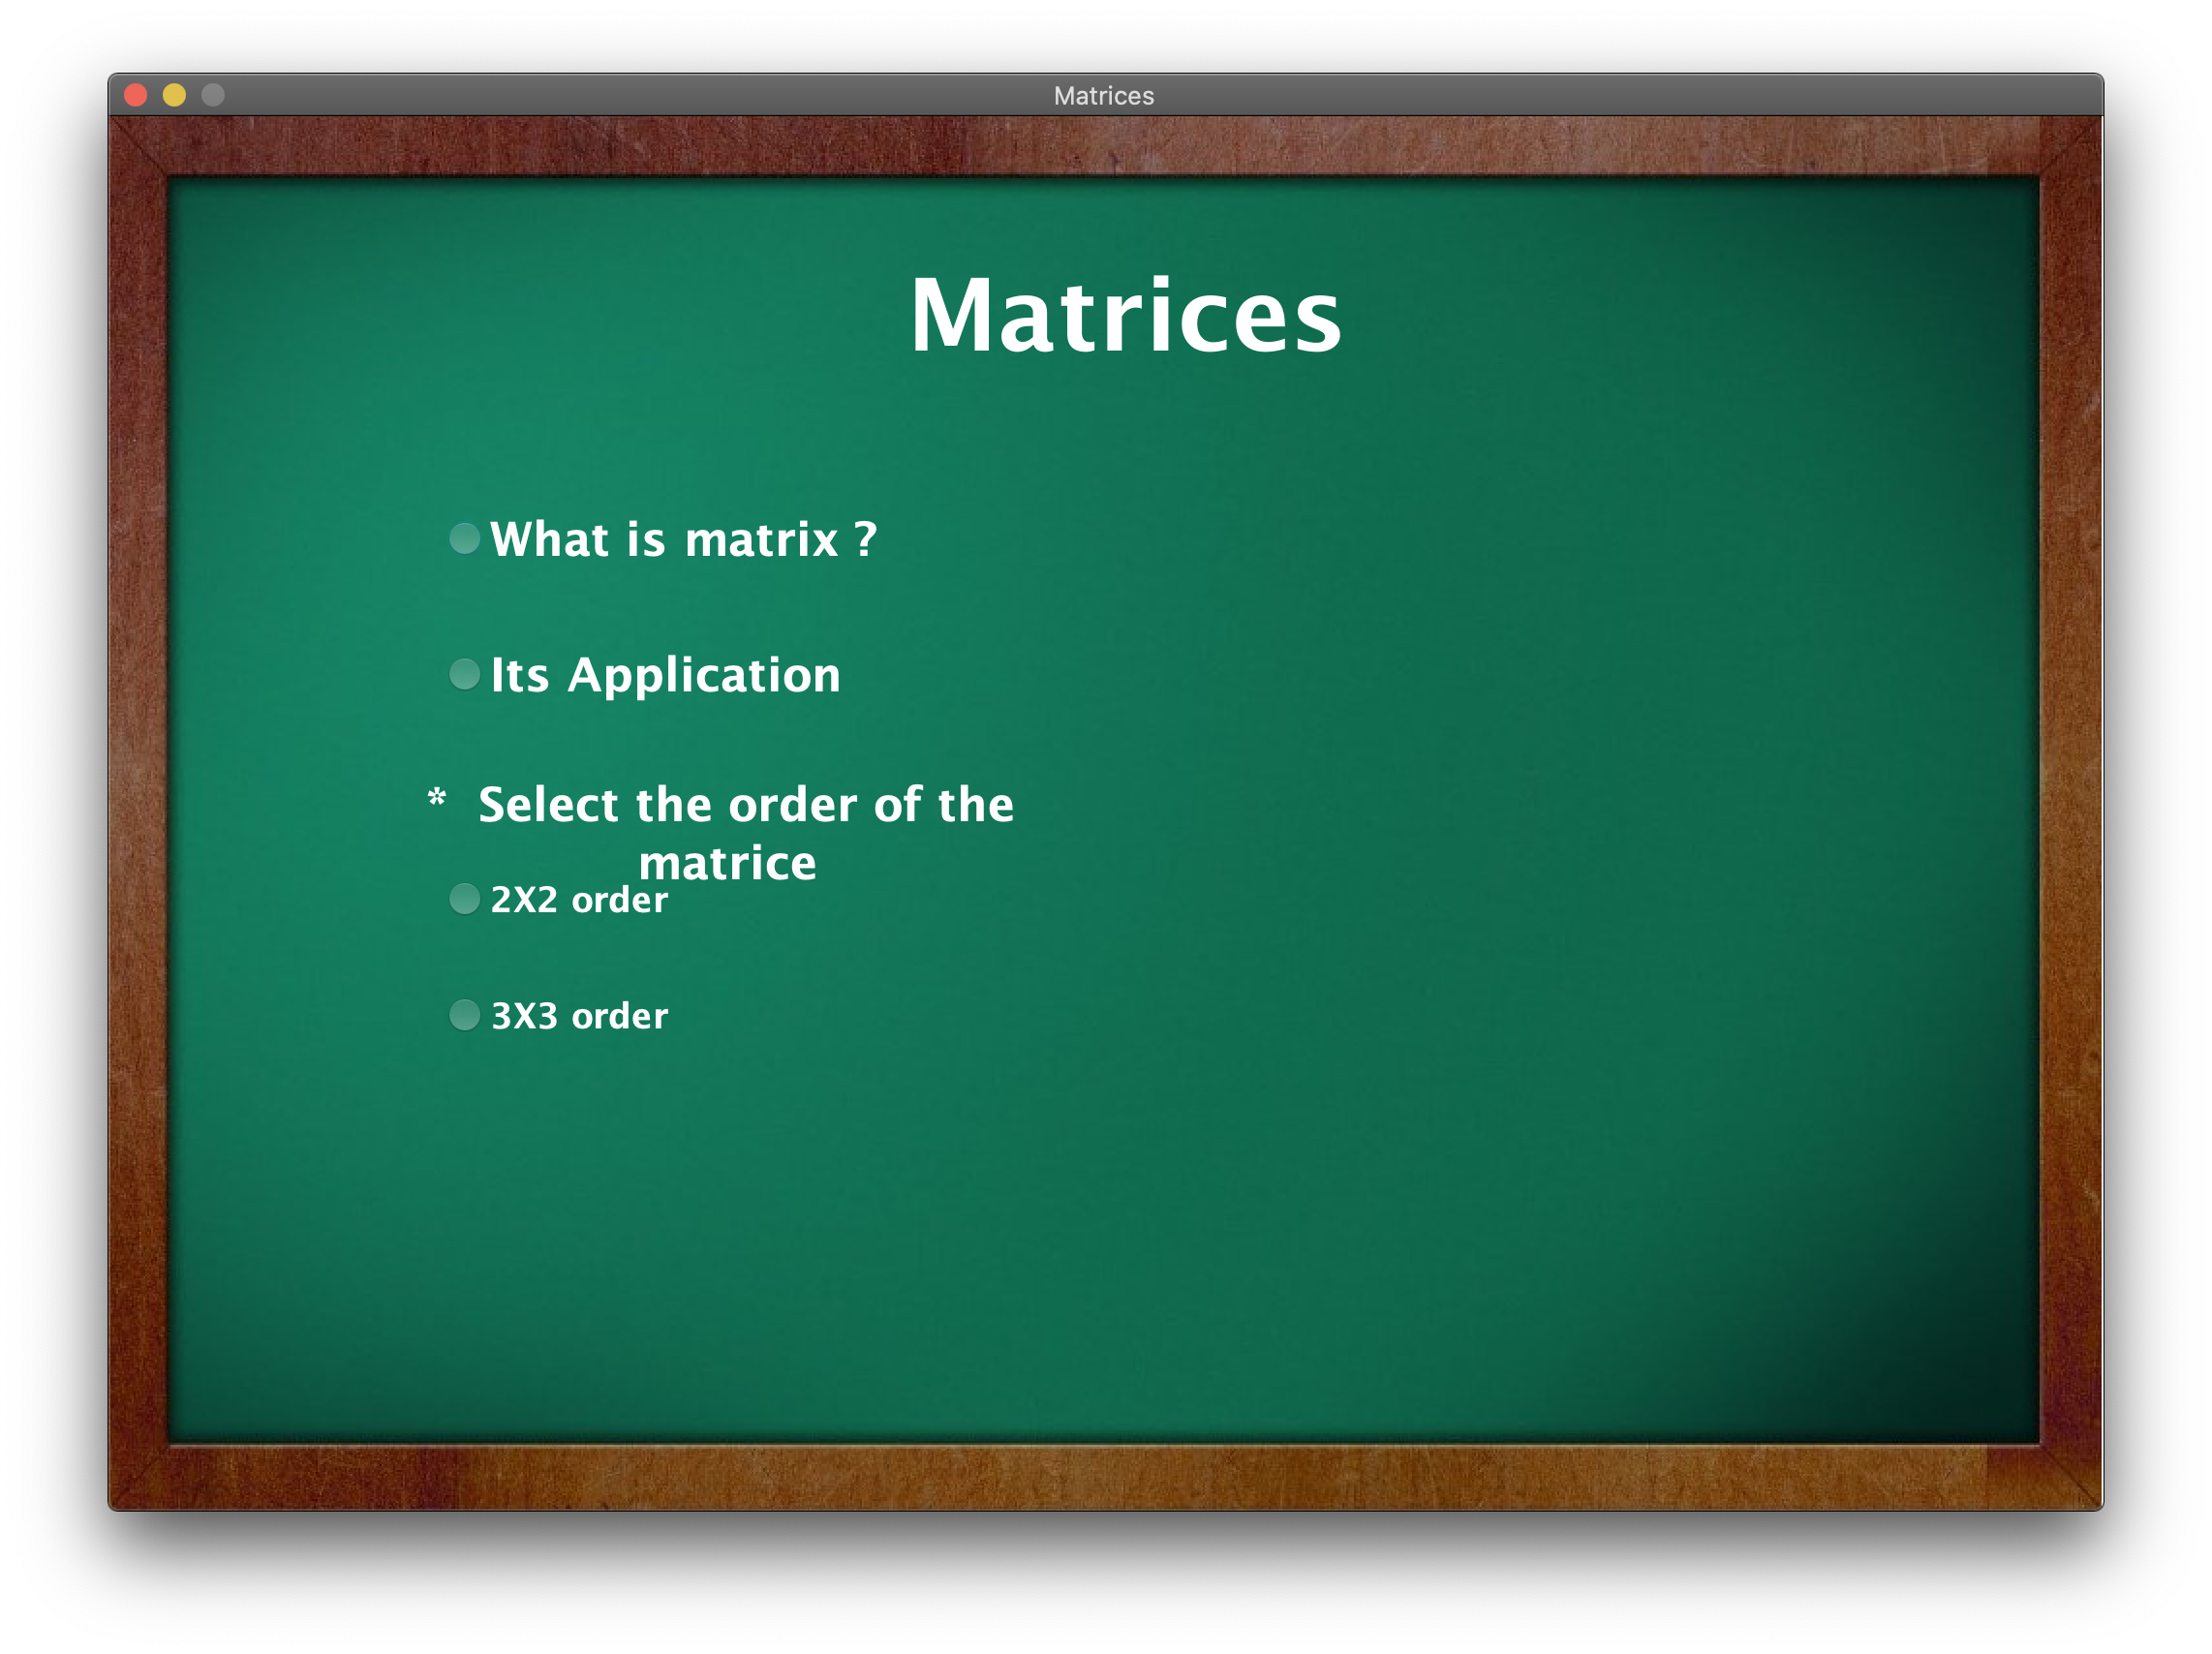 Matrices
Matrices
What is matrix ?
Its Application
* Select the order of the
matrice
2X2 order
3X3 order